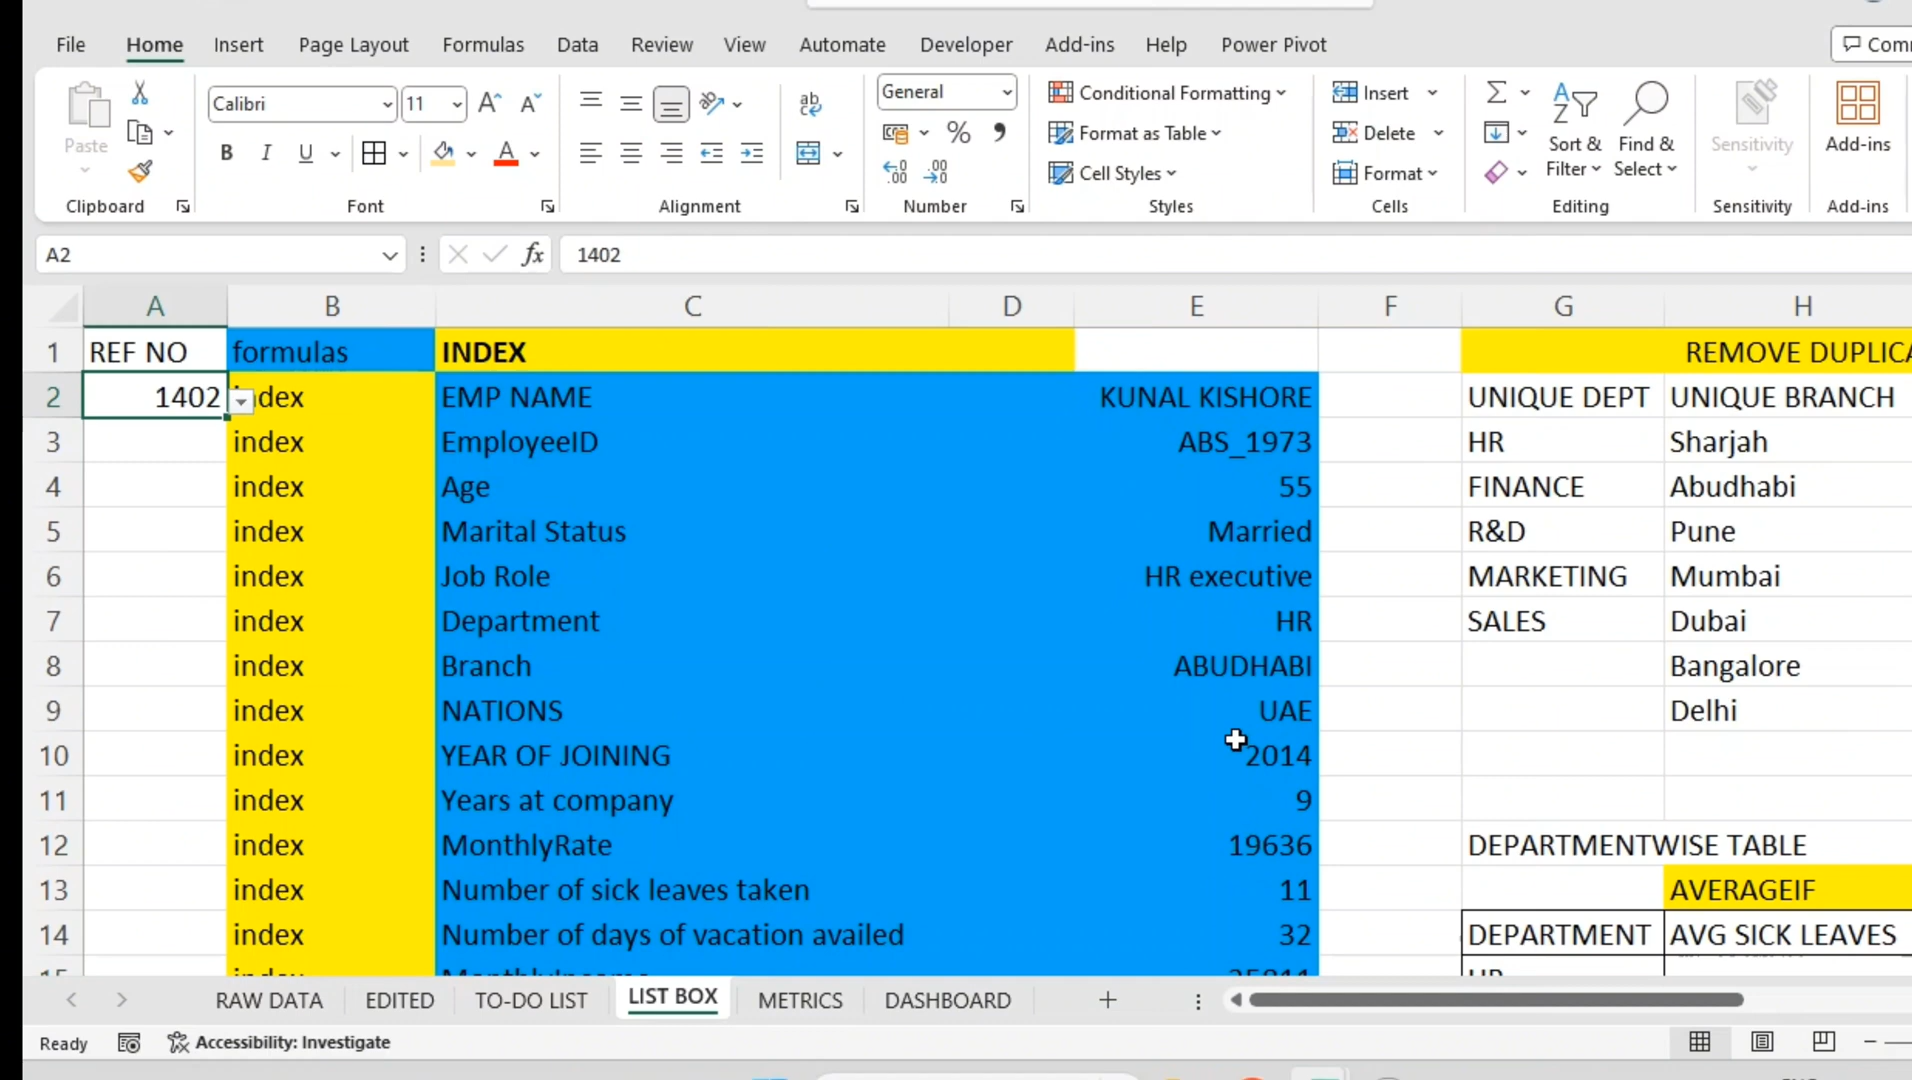 File Home Insert Page Layout Formulas Data Review View Automate Developer Add-ins Help Power Pivot
Paste
Clipboard
Calibri 11
B I U A
Font
ab
Alignment
General
%
Number
Conditional Formatting
Format as Table
Cell Styles
Styles
Insert
Delete
Format
Cells
Sort & Filter
Find & Select
Editing
Sensitivity
Sensitivity
Add-ins
Add-ins
A2 fx 1402
A B C D E F G H
1 REF NO formulas INDEX
2 1402 EMP NAME KUNAL KISHORE UNIQUE DEPT UNIQUE BRANCH
3 index EmployeeID ABS_1973 HR Sharjah
4 index Age 55 FINANCE Abudhabi
5 index Marital Status Married R&D Pune
6 index Job Role HR executive MARKETING Mumbai
7 index Department HR SALES Dubai
8 index Branch ABUDHABI Bangalore
9 index NATIONS UAE Delhi
10 index YEAR OF JOINING 2014
11 index Years at company 9
12 index MonthlyRate 19636 DEPARTMENTWISE TABLE
13 index Number of sick leaves taken 11 AVERAGEIF
14 index Number of days of vacation availed 32 DEPARTMENT AVG SICK LEAVES
RAW DATA EDITED TO-DO LIST LIST BOX METRICS DASHBOARD
Ready Accessibility: Investigate